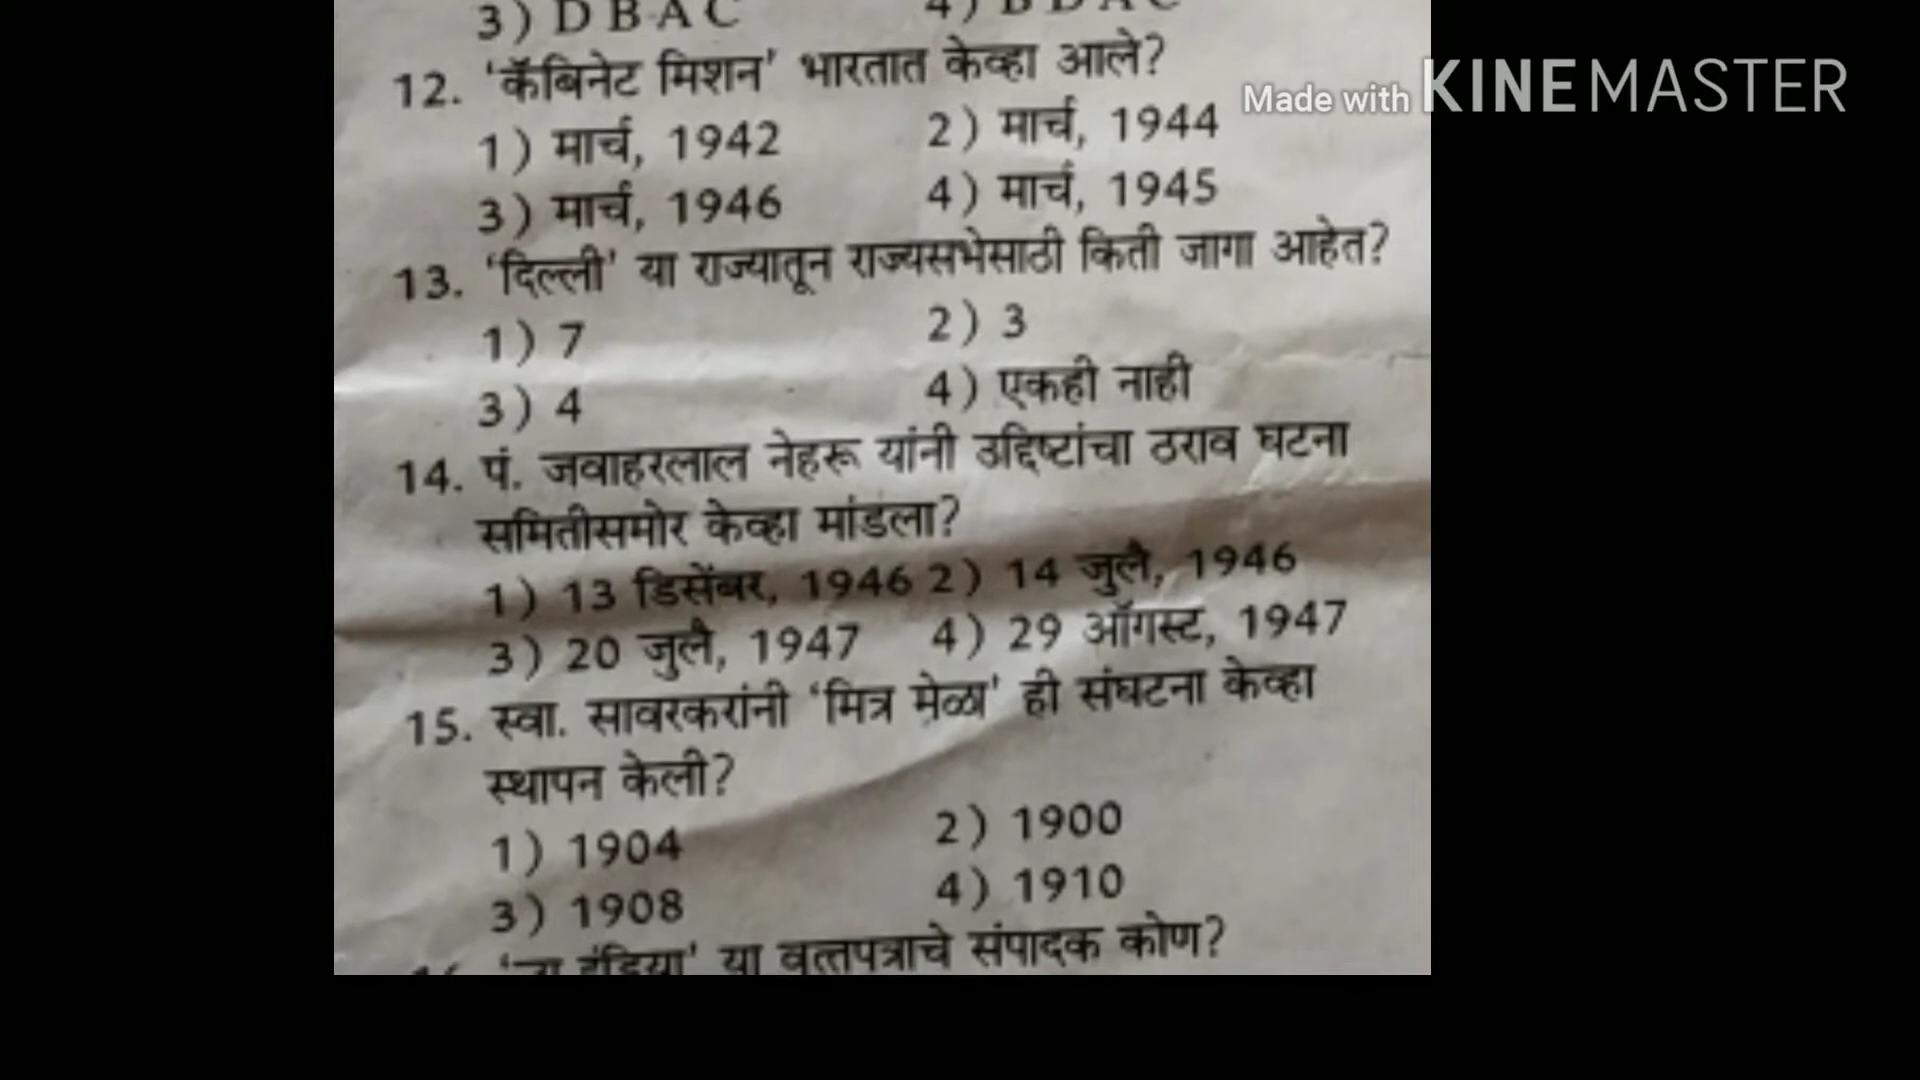 3) D B A C 4) B D A C
12. 'कॅबिनेट मिशन' भारतात केव्हा आले?
Made with KINEMASTER
1) मार्च, 1942 2) मार्च, 1944
3) मार्च, 1946 4) मार्च, 1945
13. 'दिल्ली' या राज्यातून राज्यसभेसाठी किती जागा आहेत?
1) 7 2) 3
3) 4 4) एकही नाही
14. पं. जवाहरलाल नेहरू यांनी उद्दिष्टांचा ठराव घटना
समितीसमोर केव्हा मांडला?
1) 13 डिसेंबर, 1946 2) 14 जुलै, 1946
3) 20 जुलै, 1947 4) 29 ऑगस्ट, 1947
15. स्वा. सावरकरांनी 'मित्र मेळा' ही संघटना केव्हा
स्थापन केली?
1) 1904 2) 1900
3) 1908 4) 1910
इंडिया' या वृत्तपत्राचे संपादक कोण?